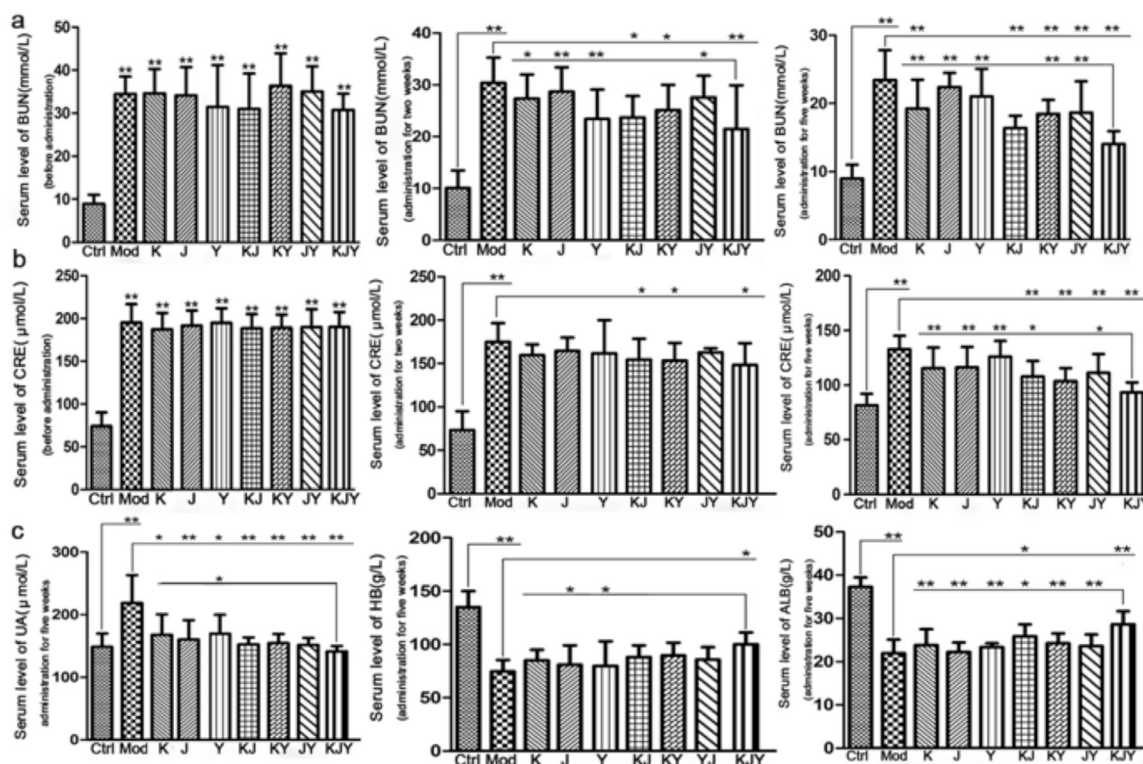 a
Serum level of BUN(mmol/L)
(before administration)
50
40
30
20
10
0
** ** ** ** ** ** ** **
Ctrl Mod K J Y KJ KY JY KJY
Serum level of BUN(mmol/L)
(administration for two weeks)
40
30
20
10
0
**
* * **
* ** ** *
Ctrl Mod K J Y KJ KY JY KJY
Serum level of BUN(mmol/L)
(administration for five weeks)
30
20
10
0
**
** ** ** ** **
** ** ** ** **
Ctrl Mod K J Y KJ KY JY KJY
b
Serum level of CRE( μmol/L)
(before administration)
250
200
150
100
50
0
** ** ** ** ** ** ** **
Ctrl Mod K J Y KJ KY JY KJY
Serum level of CRE( μmol/L)
(administration for two weeks)
250
200
150
100
50
0
**
* * *
Ctrl Mod K J Y KJ KY JY KJY
Serum level of CRE( μmol/L)
(administration for five weeks)
200
150
100
50
0
**
** ** ** **
** ** ** * *
Ctrl Mod K J Y KJ KY JY KJY
c
Serum level of UA(μ mol/L)
administration for five weeks
300
200
100
0
**
* ** * ** ** ** **
*
Ctrl Mod K J Y KJ KY JY KJY
Serum level of HB(g/L)
(administration for five weeks)
200
150
100
50
0
**
*
* *
Ctrl Mod K J Y KJ KY YJ KJY
Serum level of ALB(g/L)
(administration for five weeks)
50
40
30
20
10
0
**
* **
** ** ** * ** **
Ctrl Mod K J Y KJ KY JY KJY